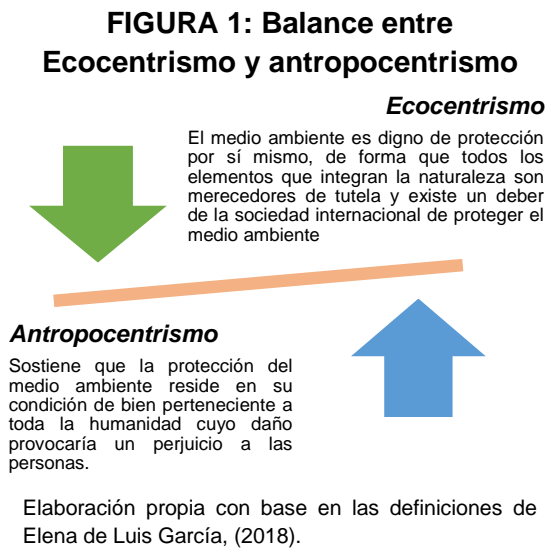 FIGURA 1: Balance entre
Ecocentrismo y antropocentrismo
Ecocentrismo
El medio ambiente es digno de protección
por sí mismo, de forma que todos los
elementos que integran la naturaleza son
merecedores de tutela y existe un deber
de la sociedad internacional de proteger el
medio ambiente
Antropocentrismo
Sostiene que la protección del
medio ambiente reside en su
condición de bien perteneciente a
toda la humanidad cuyo daño
provocaría un perjuicio a las
personas.
Elaboración propia con base en las definiciones de
Elena de Luis García, (2018).